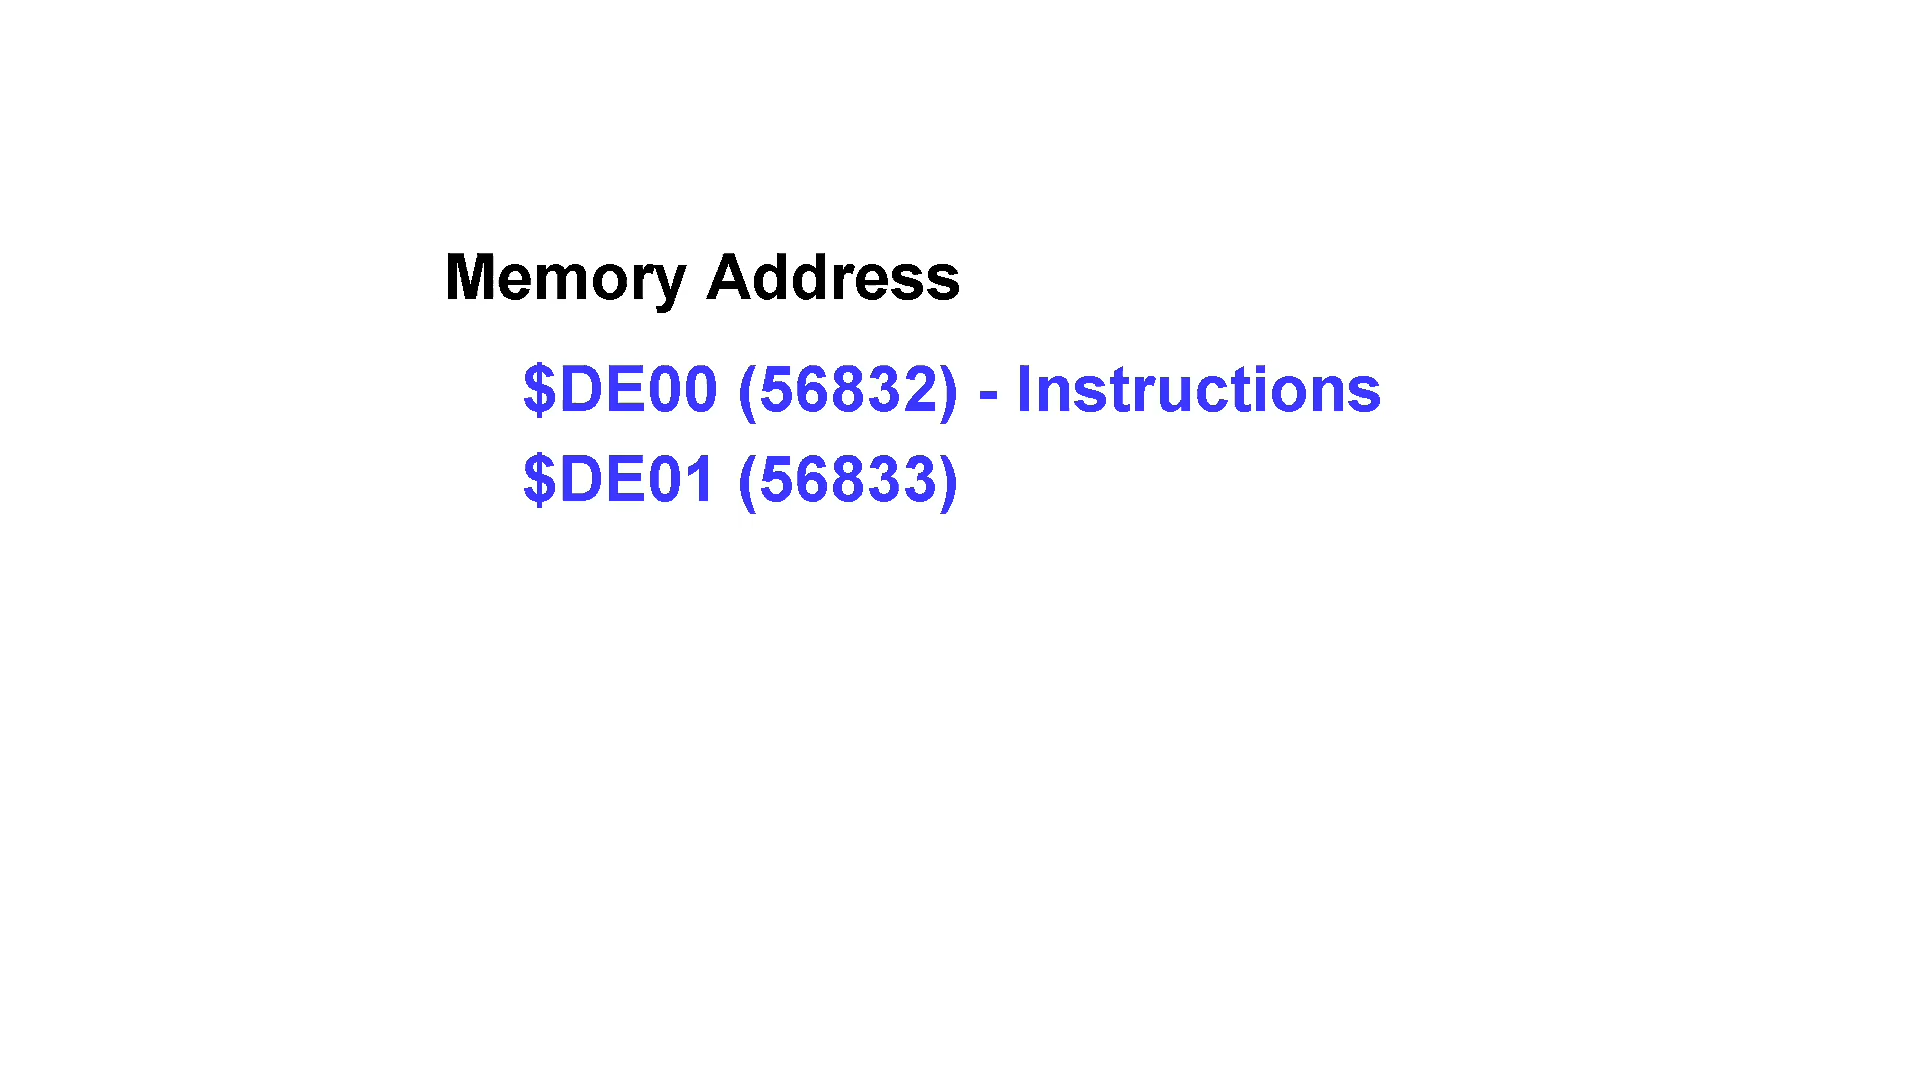 Memory Address
$DE00 (56832) - Instructions
$DE01 (56833)